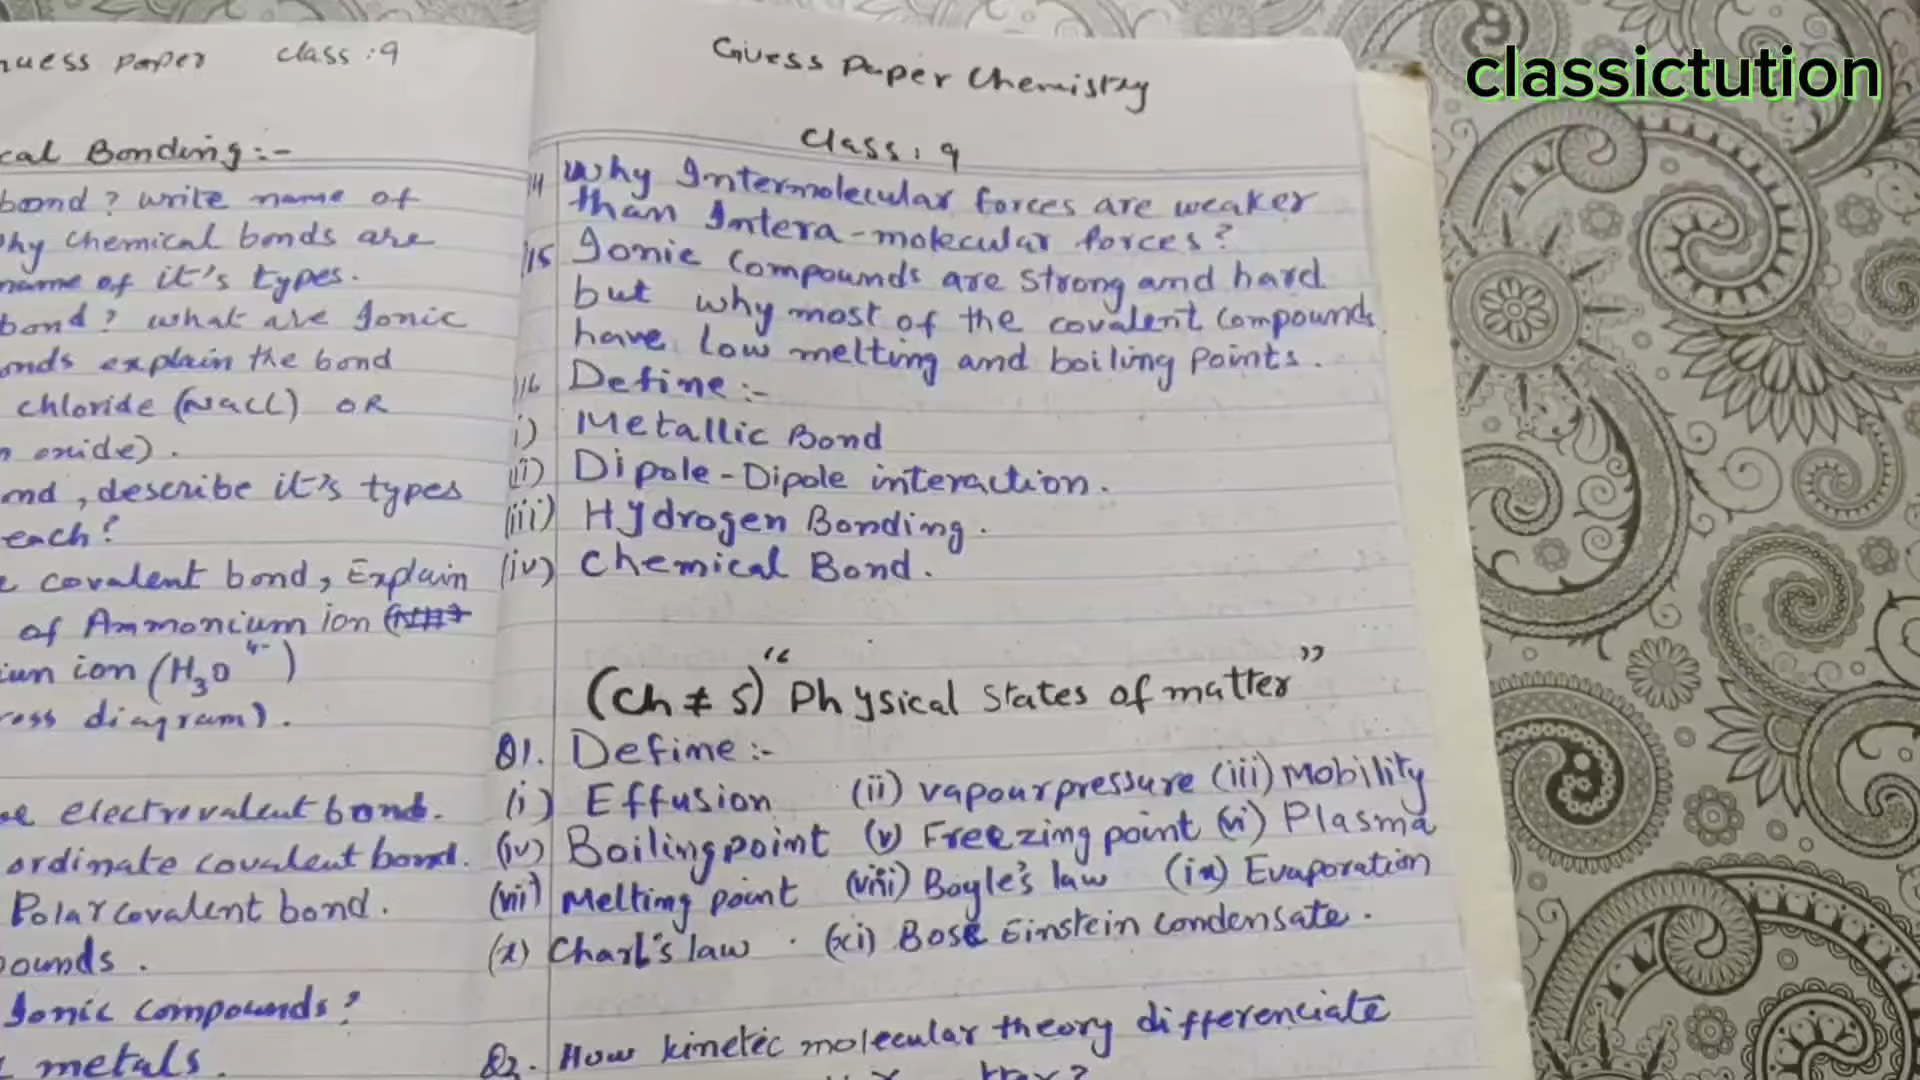 classictution
uess paper class : 9
cal Bonding :-
bond ? write name of
hy chemical bonds are
name of it's types.
bond ? what are Ionic
onds explain the bond
chloride (NaCl) OR
oxide) .
nd , describe it's types
each ?
covalent bond , Explain
of Ammonium ion
ium ion (H3O )
ross diagram) .
electrovalent bond.
ordinate covalent bond.
Polar covalent bond .
ounds .
Ionic compounds ?
metals .
Guess Paper Chemistry
Class : 9
14 Why Intermolecular forces are weaker
than Intera-molecular forces ?
15 Ionic compounds are strong and hard
but why most of the covalent compounds
have low melting and boiling points .
16 Define :-
i) Metallic Bond
(ii) Dipole-Dipole interaction .
(iii) Hydrogen Bonding .
(iv) Chemical Bond .
(Ch # 5) “Physical States of matter”
Q1. Define :-
(i) Effusion (ii) vapour pressure (iii) Mobility
(iv) Boiling point (v) Freezing point (vi) Plasma
(vii) Melting point (viii) Boyle's law (ix) Evaporation
(x) Charl's law . (xi) Bose Einstein condensate .
Q2. How kinetic molecular theory differenciate